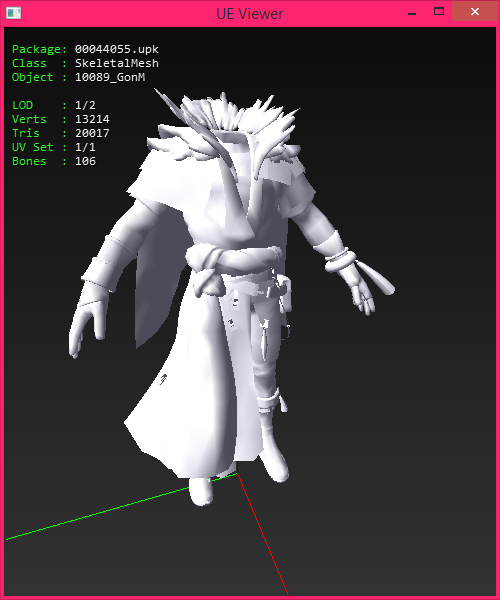 UE Viewer
Package: 00044055.upk
Class  : SkeletalMesh
Object : 10089_GonM
LOD    : 1/2
Verts  : 13214
Tris   : 20017
UV Set : 1/1
Bones  : 106